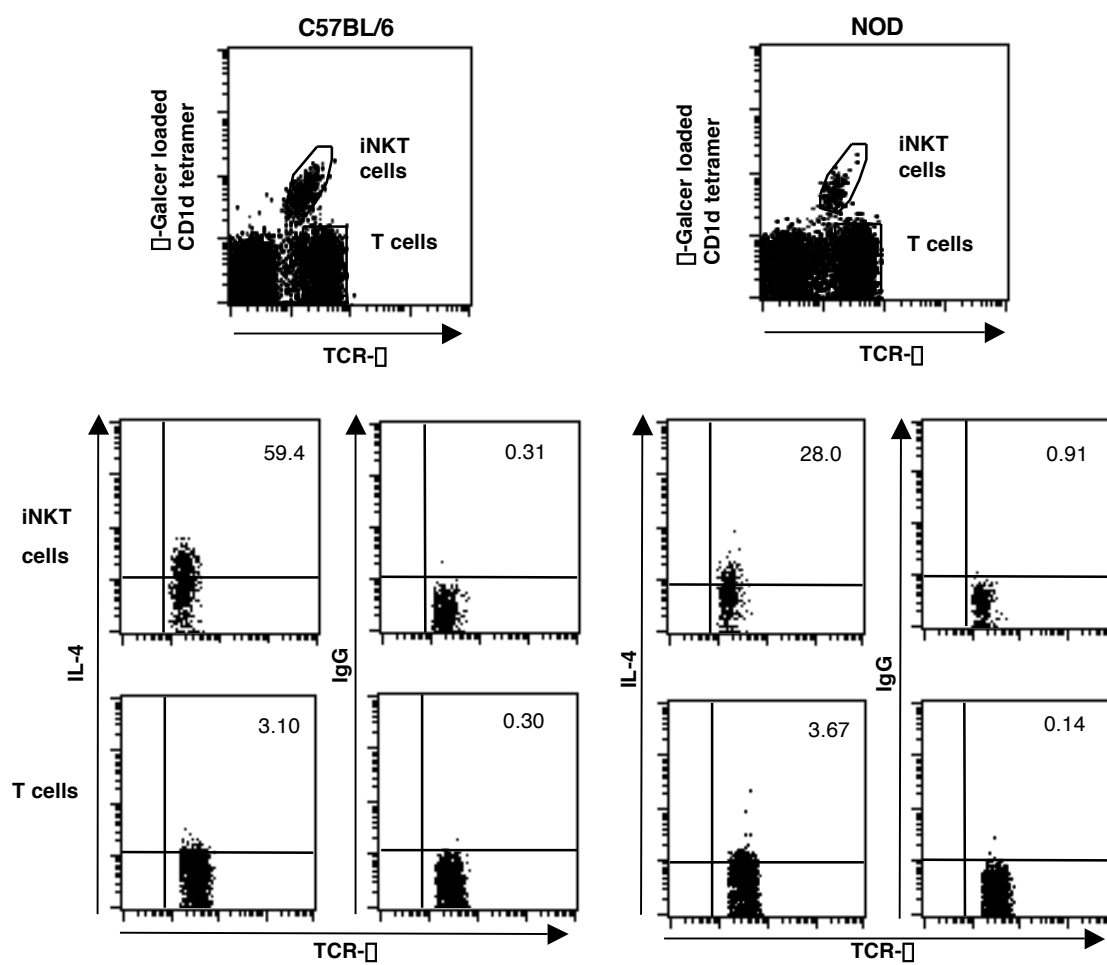 C57BL/6
NOD
▯-Galcer loaded
CD1d tetramer
iNKT
cells
T cells
TCR-▯
▯-Galcer loaded
CD1d tetramer
iNKT
cells
T cells
TCR-▯
iNKT
cells
IL-4
59.4
IgG
0.31
IL-4
28.0
IgG
0.91
T cells
3.10
0.30
3.67
0.14
TCR-▯
TCR-▯